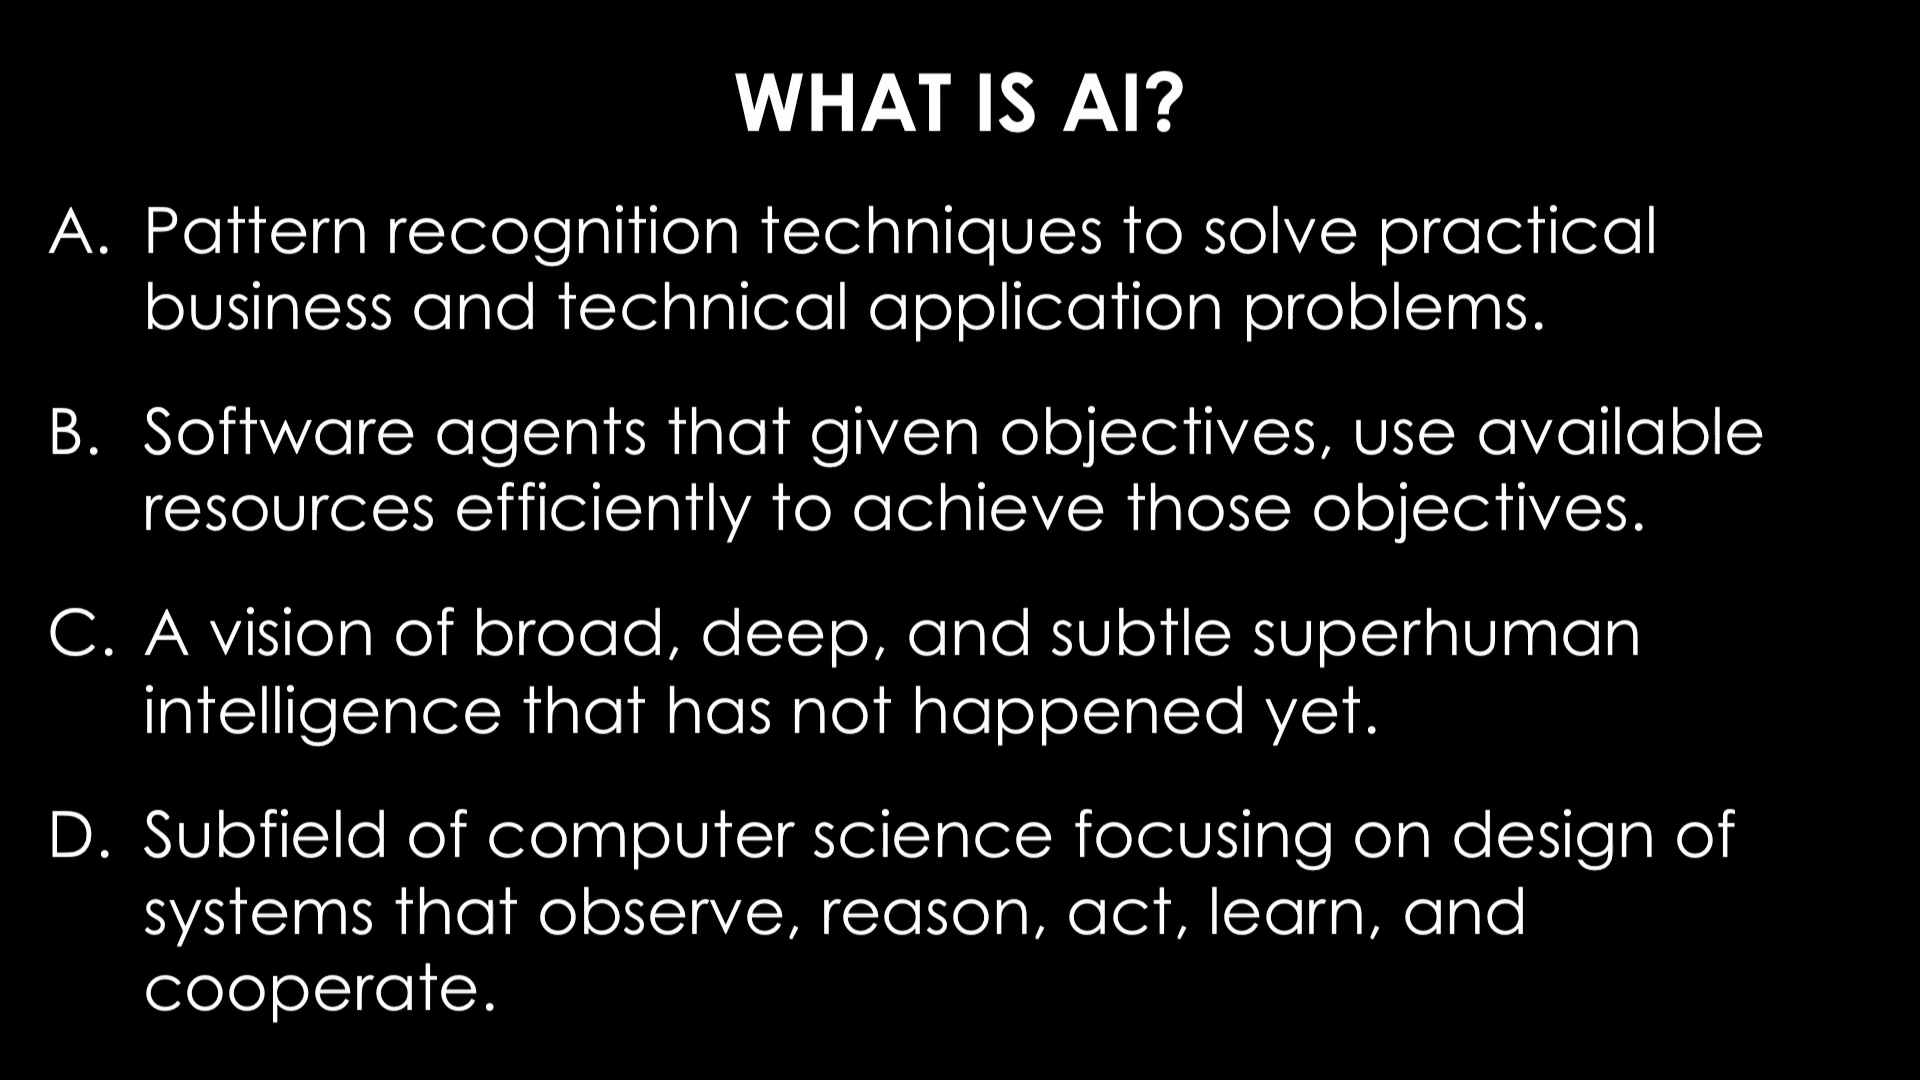 WHAT IS AI?
A. Pattern recognition techniques to solve practical
business and technical application problems.
B. Software agents that given objectives, use available
resources efficiently to achieve those objectives.
C. A vision of broad, deep, and subtle superhuman
intelligence that has not happened yet.
D. Subfield of computer science focusing on design of
systems that observe, reason, act, learn, and
cooperate.